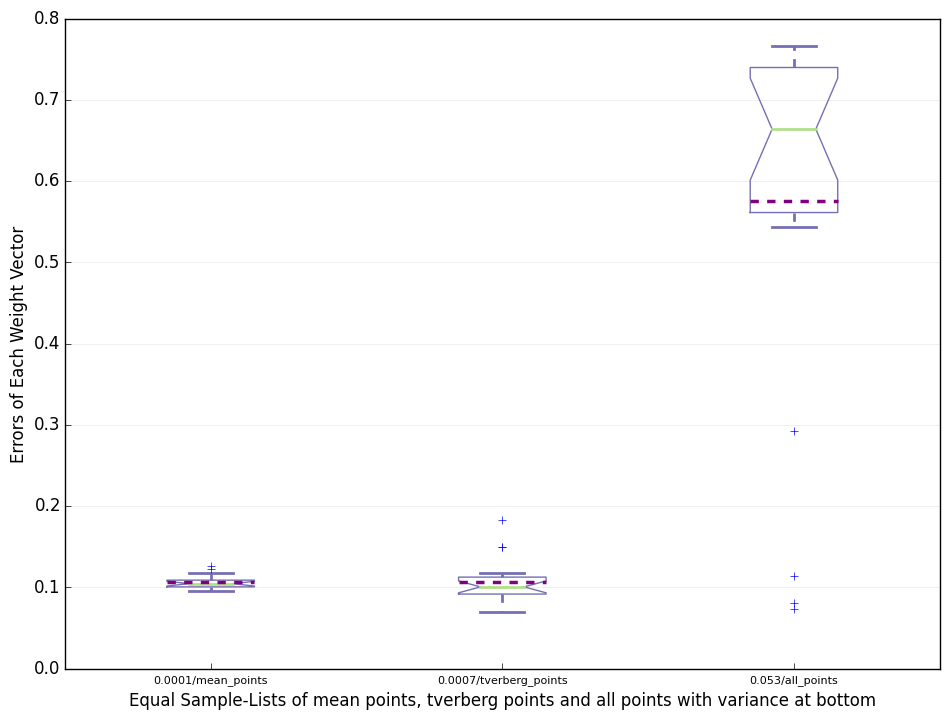 0.8
0.7
0.6
0.5
0.4
0.3
0.2
0.1
0.0
Errors of Each Weight Vector
0.0001/mean_points
0.0007/tverberg_points
0.053/all_points
Equal Sample-Lists of mean points, tverberg points and all points with variance at bottom